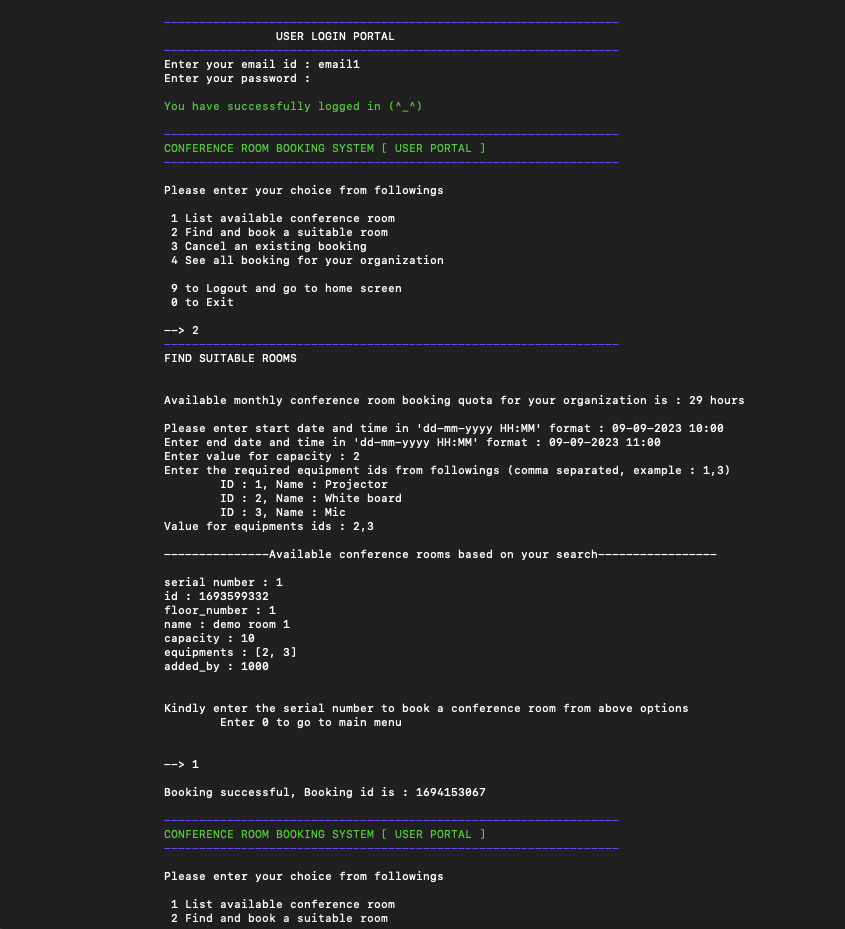 USER LOGIN PORTAL
Enter your email id : email1
Enter your password :
You have successfully logged in (^_^)
CONFERENCE ROOM BOOKING SYSTEM [ USER PORTAL ]
Please enter your choice from followings
1 List available conference room
2 Find and book a suitable room
3 Cancel an existing booking
4 See all booking for your organization
9 to Logout and go to home screen
0 to Exit
--> 2
FIND SUITABLE ROOMS
Available monthly conference room booking quota for your organization is : 29 hours
Please enter start date and time in 'dd-mm-yyyy HH:MM' format : 09-09-2023 10:00
Enter end date and time in 'dd-mm-yyyy HH:MM' format : 09-09-2023 11:00
Enter value for capacity : 2
Enter the required equipment ids from followings (comma separated, example : 1,3)
ID : 1, Name : Projector
ID : 2, Name : White board
ID : 3, Name : Mic
Value for equipments ids : 2,3
---------------Available conference rooms based on your search-----------------
serial number : 1
id : 1693599332
floor_number : 1
name : demo room 1
capacity : 10
equipments : [2, 3]
added_by : 1000
Kindly enter the serial number to book a conference room from above options
Enter 0 to go to main menu
--> 1
Booking successful, Booking id is : 1694153067
CONFERENCE ROOM BOOKING SYSTEM [ USER PORTAL ]
Please enter your choice from followings
1 List available conference room
2 Find and book a suitable room